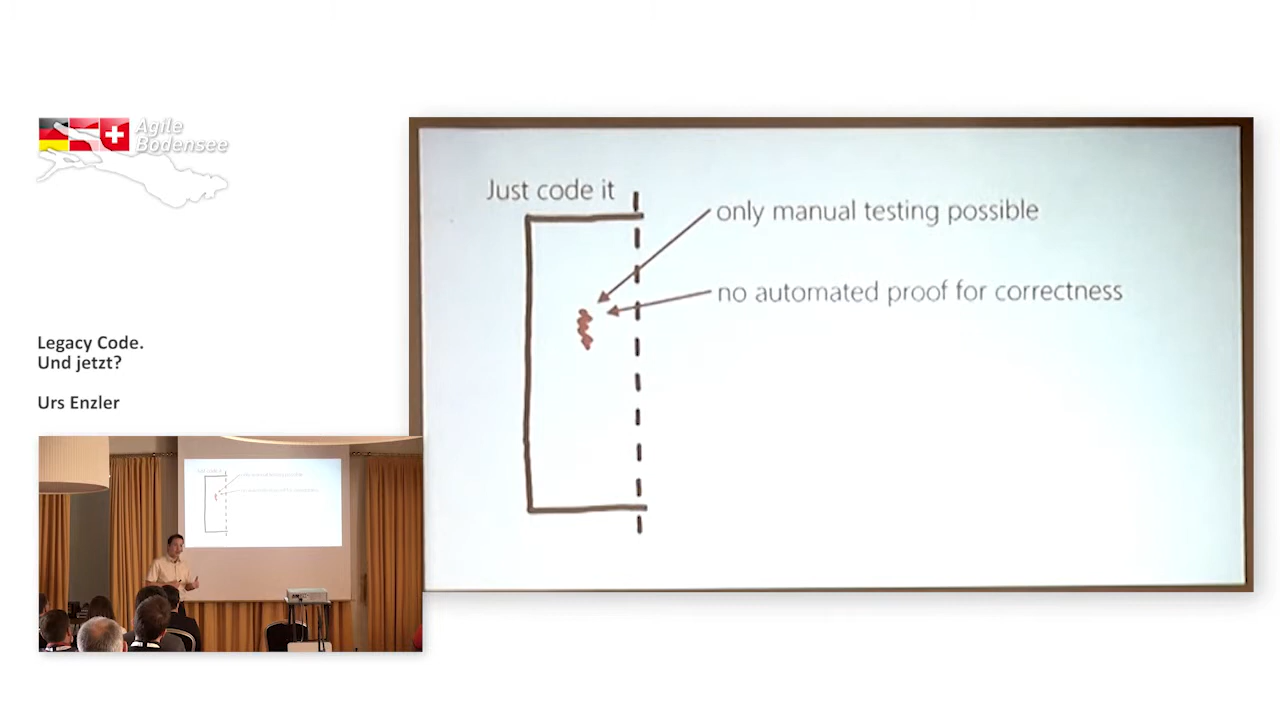 Agile
Bodensee
Legacy Code.
Und jetzt?
Urs Enzler
Just code it
only manual testing possible
no automated proof for correctness